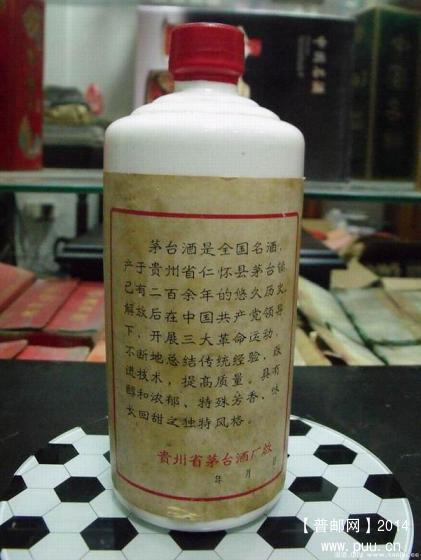 茅台酒是全国名酒，
产于贵州省仁怀县茅台镇，
已有二百余年的悠久历史。
解放后在中国共产党领导
下，开展三大革命运动，
不断地总结传统经验，改
进技术，提高质量。具有
醇和浓郁、特殊芳香、味
长回甜之独特风格。
贵州省茅台酒厂启
年 月 日
【普邮网】2014
www.puu.cn